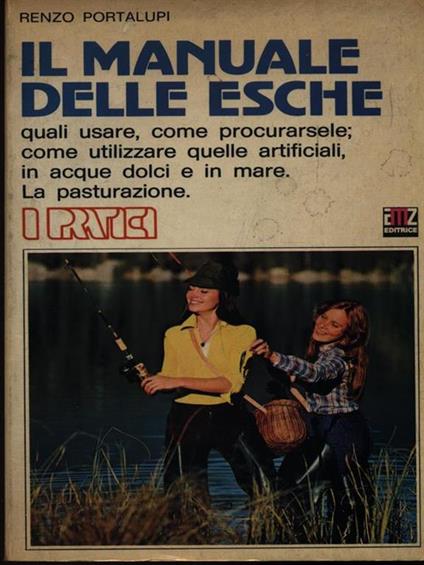 RENZO PORTALUPI
IL MANUALE
DELLE ESCHE
quali usare, come procurarsele;
come utilizzare quelle artificiali,
in acque dolci e in mare.
La pasturazione.
I PRATICI
EMZ
EDITRICE